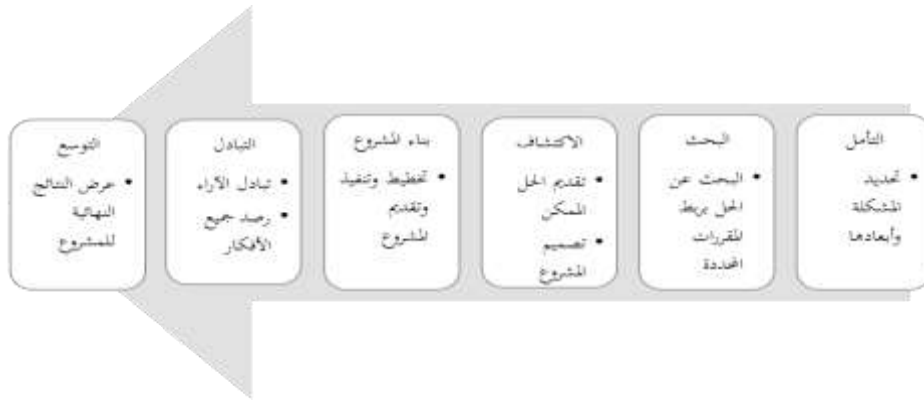 التأمل
• تحديد
المشكلة
وأبعادها
البحث
• البحث عن
الحل بربط
المقررات
المحددة
الاكتشاف
• تقديم الحل
الممكن
• تصميم
المشروع
بناء المشروع
• تخطيط وتنفيذ
وتقديم
المشروع
التبادل
• تبادل الآراء
• رصد جميع
الأفكار
التوسع
• عرض النتائج
النهائية
للمشروع